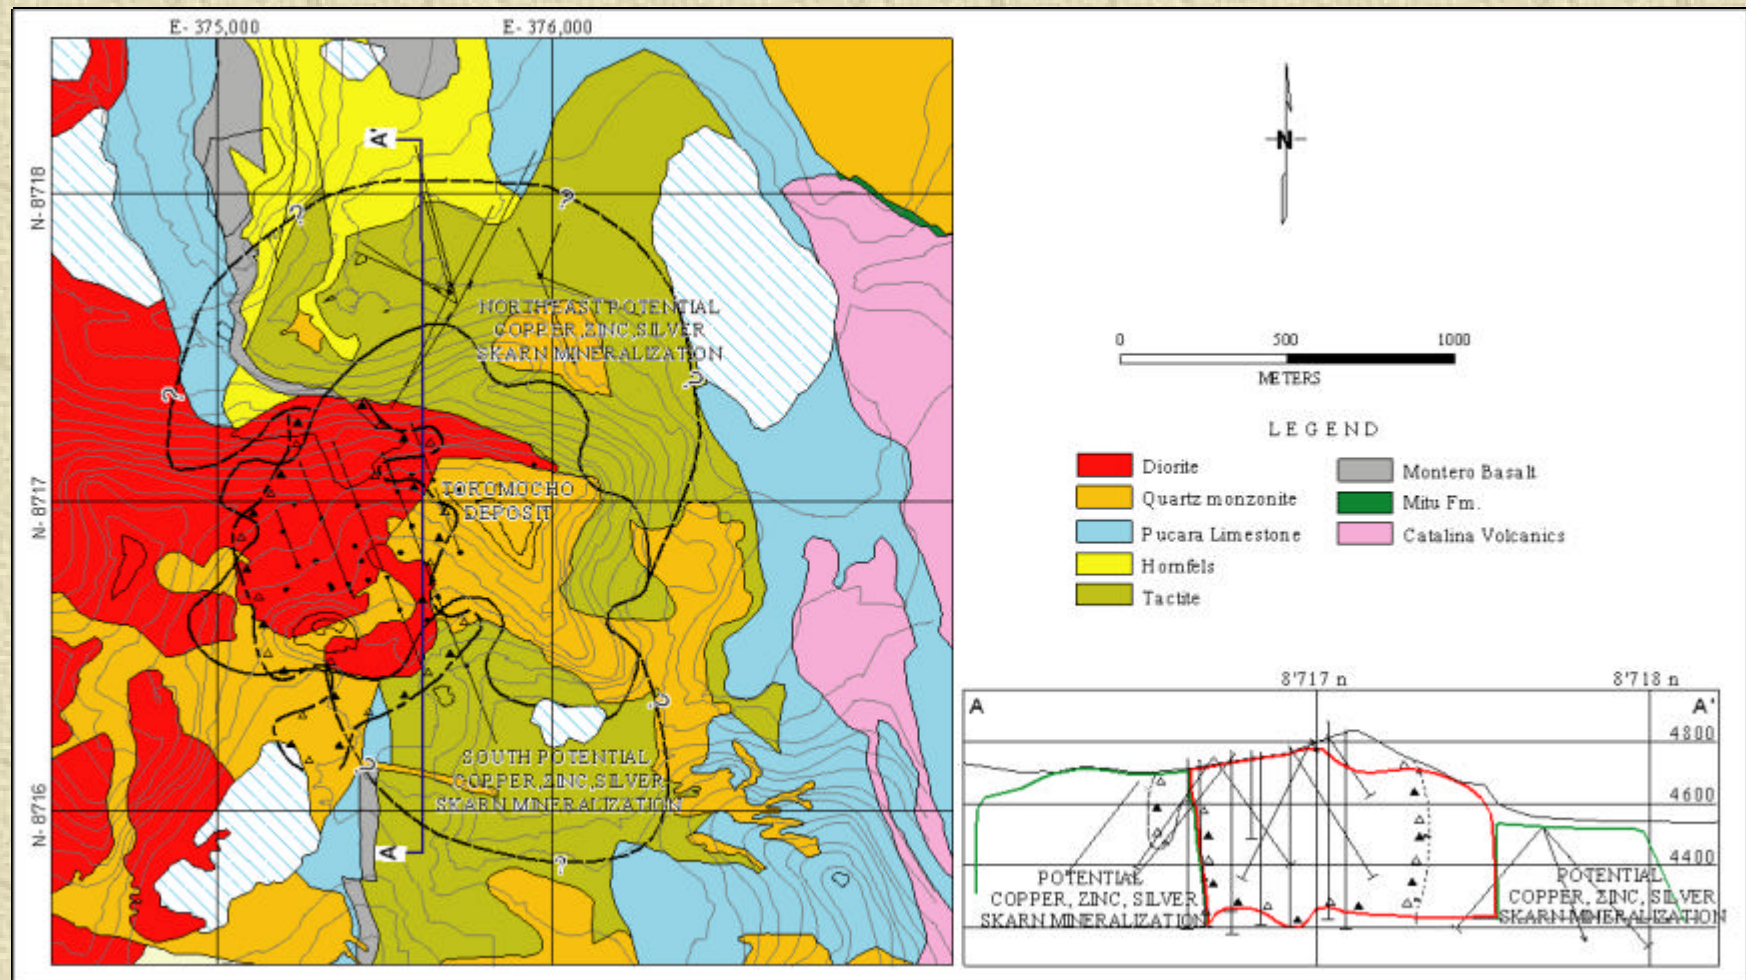 E- 375,000
E- 376,000
N- 8'718
N- 8'717
N- 8'716
A'
?
?
?
?
?
?
?
NORTHEAST POTENTIAL
COPPER, ZINC, SILVER
SKARN MINERALIZATION
TOROMOCHO
DEPOSIT
SOUTH POTENTIAL
COPPER, ZINC, SILVER
SKARN MINERALIZATION
A
N
0
500
1000
METERS
LEGEND
Diorite
Quartz monzonite
Pucara Limestone
Hornfels
Tactite
Montero Basalt
Mitu Fm.
Catalina Volcanics
8'717 n
8'718 n
A
A'
4800
4600
4400
POTENTIAL
COPPER, ZINC, SILVER
SKARN MINERALIZATION
POTENTIAL
COPPER, ZINC, SILVER
SKARN MINERALIZATION